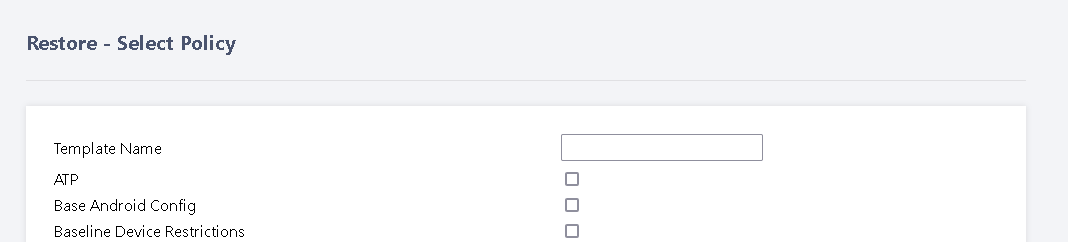 Restore - Select Policy
Template Name
ATP
Base Android Config
Baseline Device Restrictions